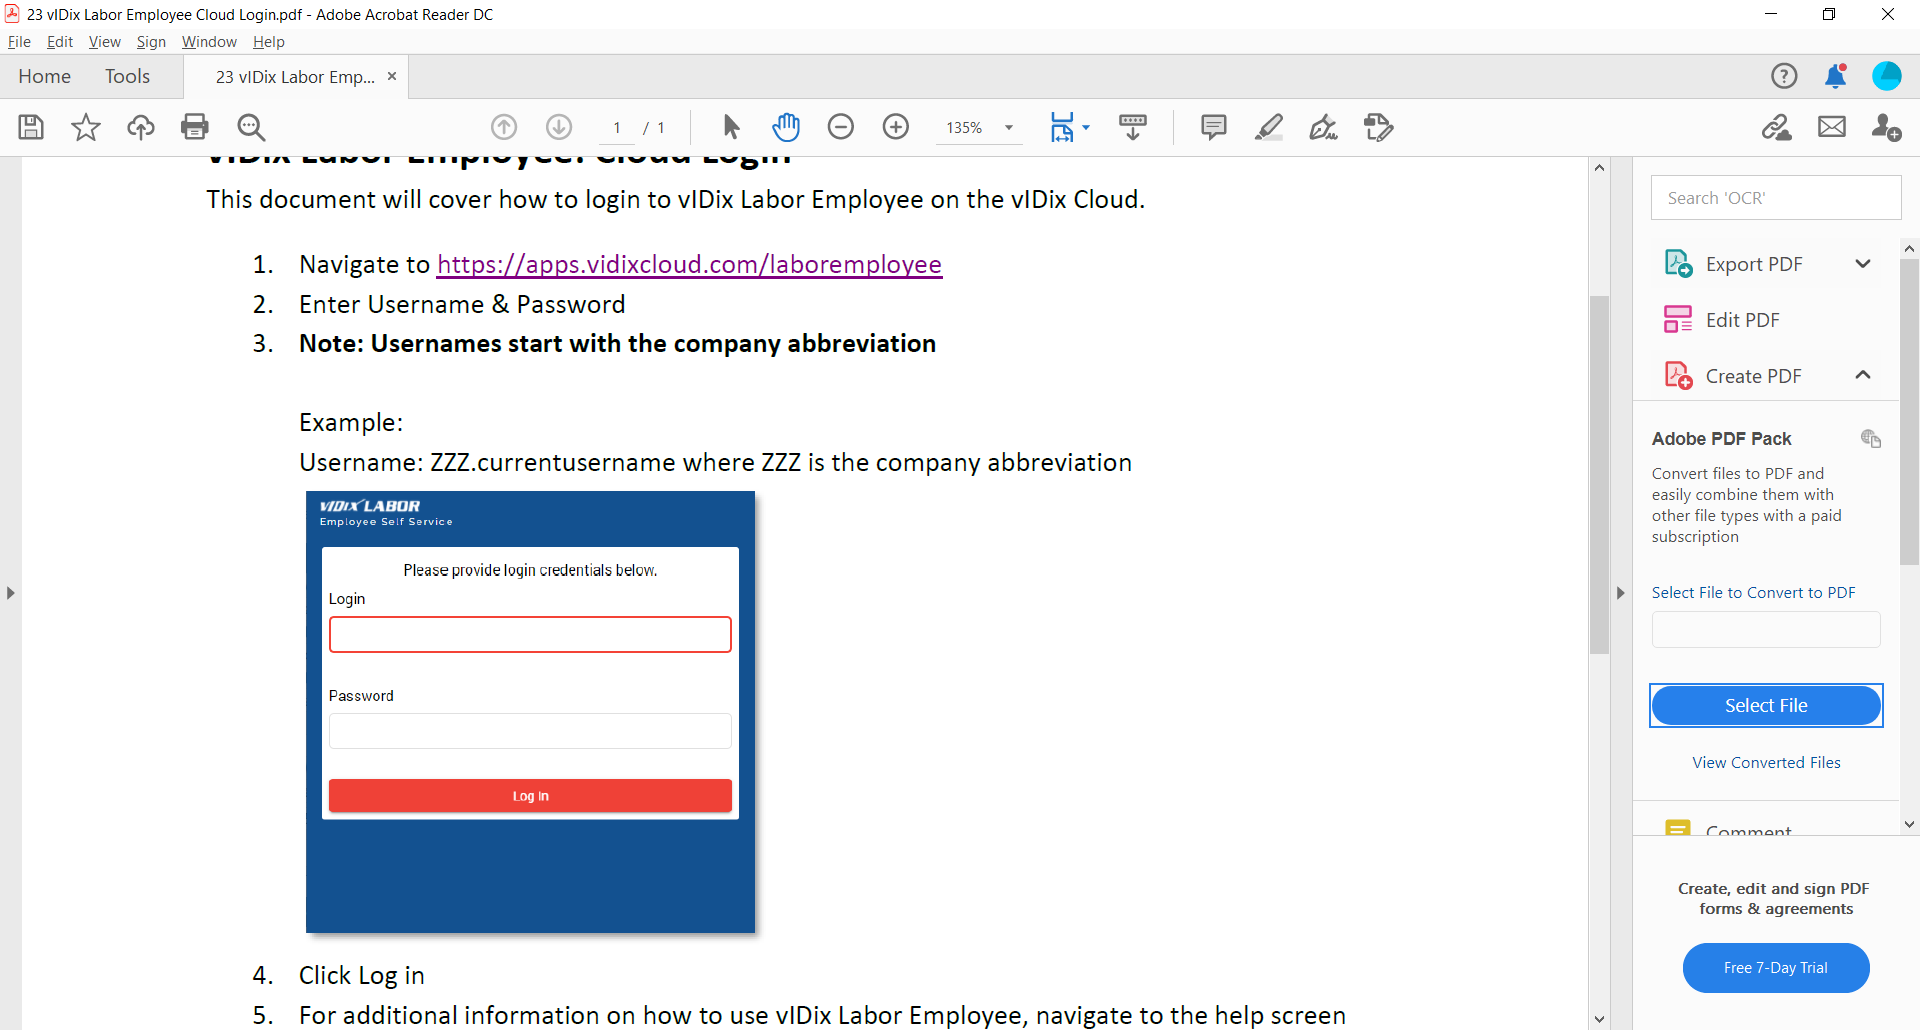 23 vIDix Labor Employee Cloud Login.pdf - Adobe Acrobat Reader DC
File Edit View Sign Window Help
Home Tools 23 vIDix Labor Emp... ×
1 / 1 135%
vIDix Labor Employee: Cloud Login
This document will cover how to login to vIDix Labor Employee on the vIDix Cloud.
1. Navigate to https://apps.vidixcloud.com/laboremployee
2. Enter Username & Password
3. Note: Usernames start with the company abbreviation
Example:
Username: ZZZ.currentusername where ZZZ is the company abbreviation
vIDix LABOR
Employee Self Service
Please provide login credentials below.
Login
Password
Log In
4. Click Log in
5. For additional information on how to use vIDix Labor Employee, navigate to the help screen
Search 'OCR'
Export PDF
Edit PDF
Create PDF
Adobe PDF Pack
Convert files to PDF and
easily combine them with
other file types with a paid
subscription
Select File to Convert to PDF
Select File
View Converted Files
Comment
Create, edit and sign PDF
forms & agreements
Free 7-Day Trial